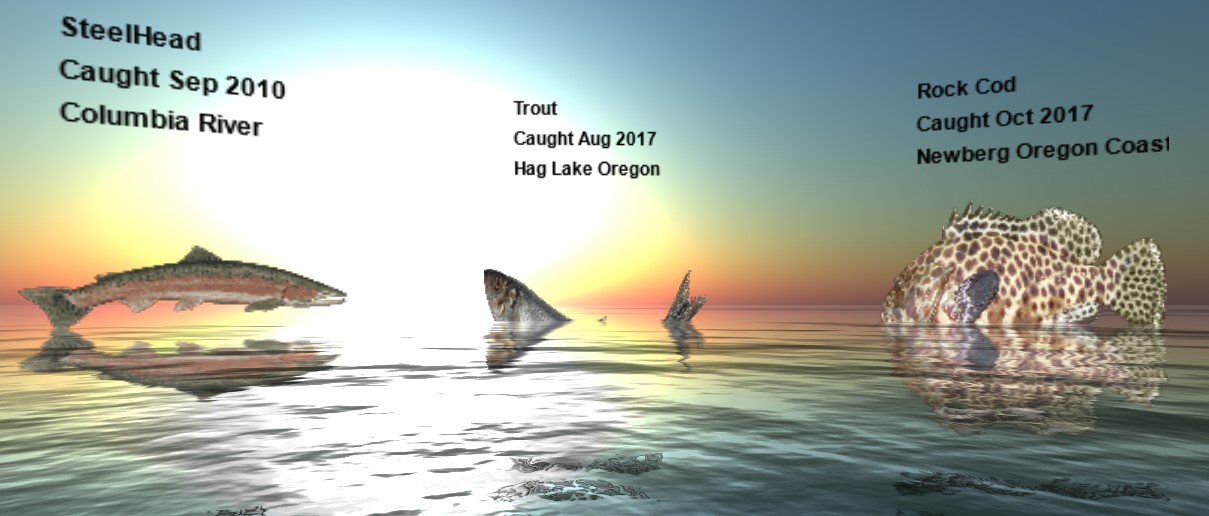 SteelHead
Caught Sep 2010
Columbia River
Trout
Caught Aug 2017
Hag Lake Oregon
Rock Cod
Caught Oct 2017
Newberg Oregon Coast